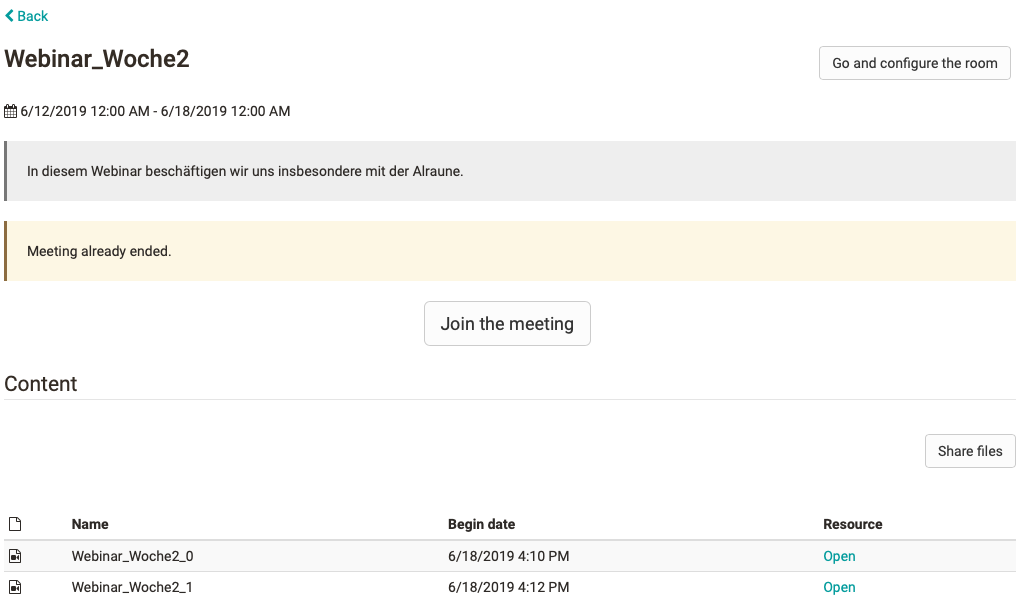 Back
Webinar_Woche2
Go and configure the room
6/12/2019 12:00 AM - 6/18/2019 12:00 AM
In diesem Webinar beschäftigen wir uns insbesondere mit der Alraune.
Meeting already ended.
Join the meeting
Content
Share files
Name Begin date Resource
Webinar_Woche2_0 6/18/2019 4:10 PM Open
Webinar_Woche2_1 6/18/2019 4:12 PM Open